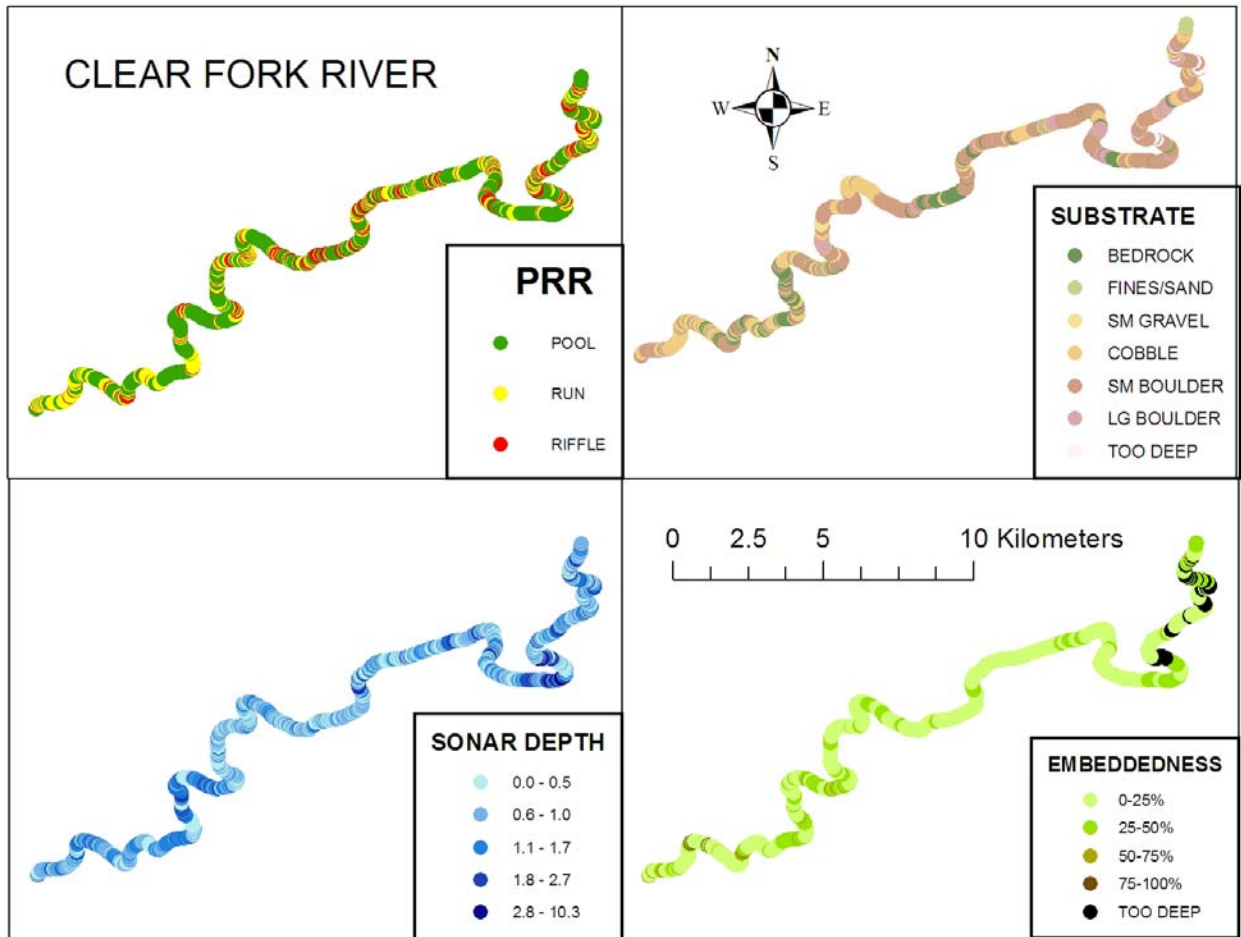 CLEAR FORK RIVER
PRR
POOL
RUN
RIFFLE
N
W E
S
SUBSTRATE
BEDROCK
FINES/SAND
SM GRAVEL
COBBLE
SM BOULDER
LG BOULDER
TOO DEEP
SONAR DEPTH
0.0 - 0.5
0.6 - 1.0
1.1 - 1.7
1.8 - 2.7
2.8 - 10.3
0 2.5 5 10 Kilometers
EMBEDDEDNESS
0-25%
25-50%
50-75%
75-100%
TOO DEEP